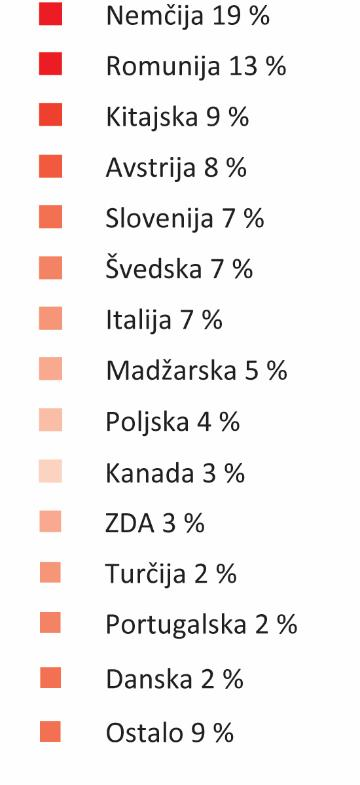 Nemčija 19 %
Romunija 13 %
Kitajska 9 %
Avstrija 8 %
Slovenija 7 %
Švedska 7 %
Italija 7 %
Madžarska 5 %
Poljska 4 %
Kanada 3 %
ZDA 3 %
Turčija 2 %
Portugalska 2 %
Danska 2 %
Ostalo 9 %